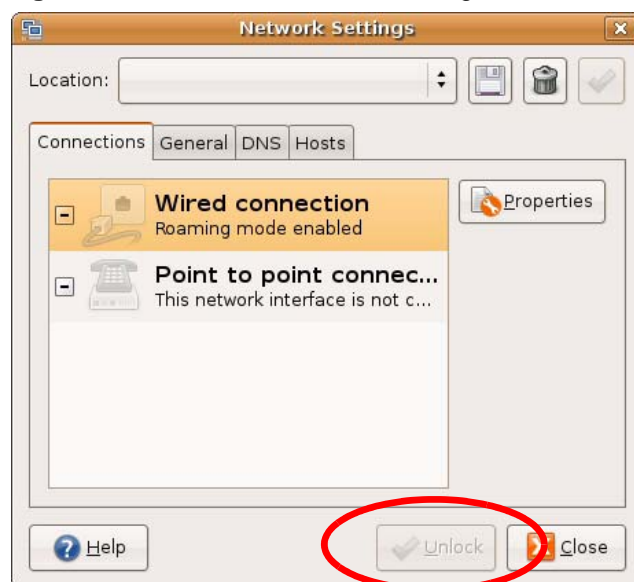 Network Settings
Location:
Connections General DNS Hosts
Wired connection
Roaming mode enabled
Properties
Point to point connec...
This network interface is not c...
Help
Unlock
Close